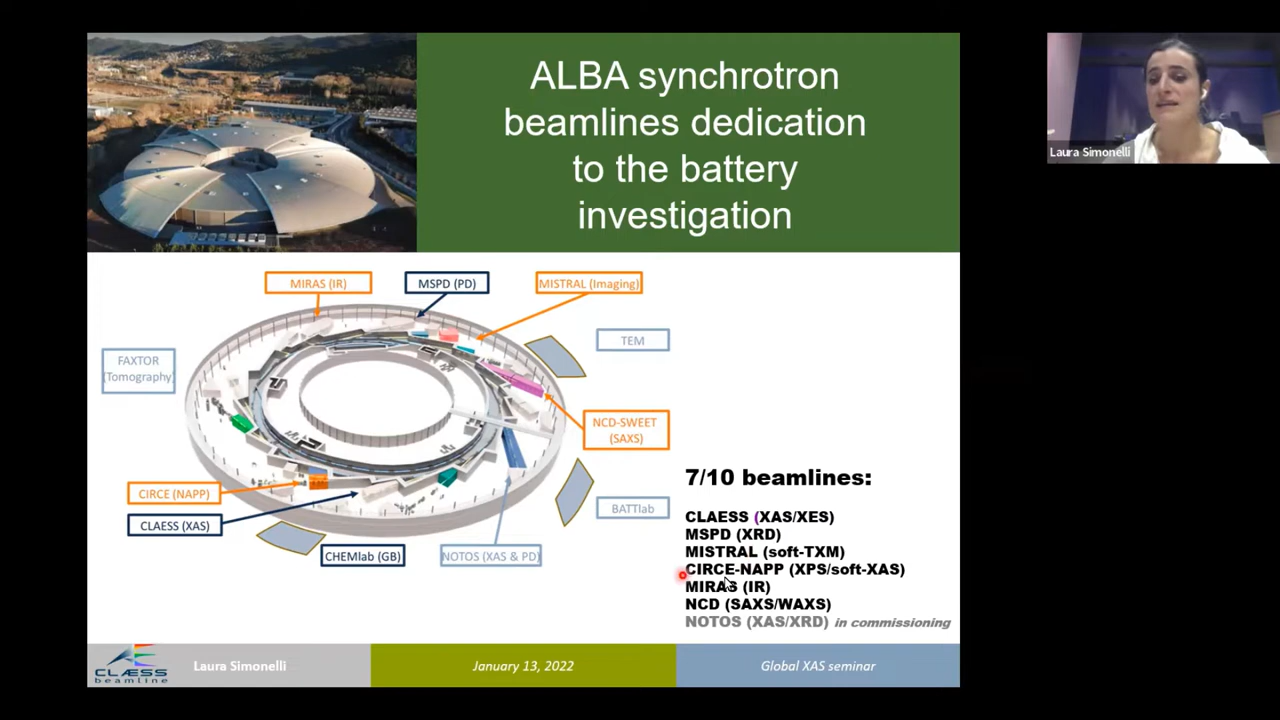 ALBA synchrotron
beamlines dedication
to the battery
investigation
Laura Simonelli
MIRAS (IR)
MSPD (PD)
MISTRAL (Imaging)
TEM
FAXTOR
(Tomography)
NCD-SWEET
(SAXS)
CIRCE (NAPP)
CLAESS (XAS)
CHEMlab (GB)
NOTOS (XAS & PD)
BATTlab
7/10 beamlines:
CLAESS (XAS/XES)
MSPD (XRD)
MISTRAL (soft-TXM)
CIRCE-NAPP (XPS/soft-XAS)
MIRAS (IR)
NCD (SAXS/WAXS)
NOTOS (XAS/XRD) in commissioning
CLÆSS
beamline
Laura Simonelli
January 13, 2022
Global XAS seminar